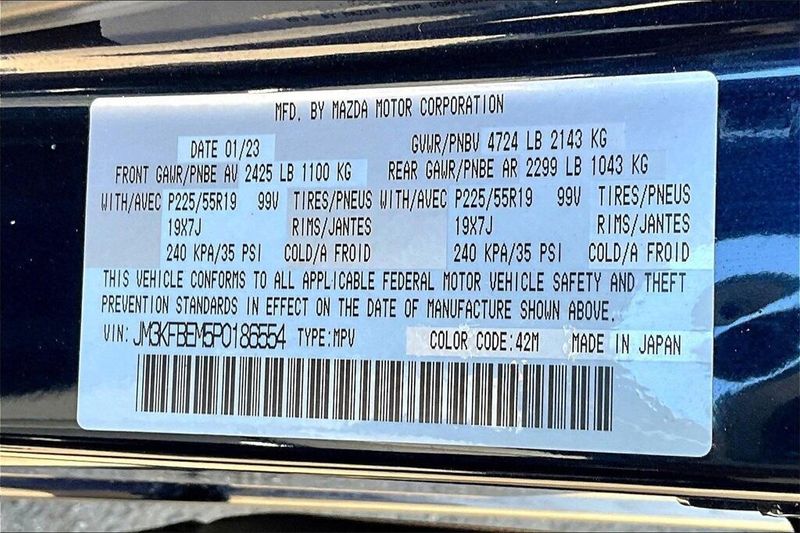 MFD. BY MAZDA MOTOR CORPORATION
DATE 01/23 GVWR/PNBV 4724 LB 2143 KG
FRONT GAWR/PNBE AV 2425 LB 1100 KG REAR GAWR/PNBE AR 2299 LB 1043 KG
WITH/AVEC P225/55R19 99V TIRES/PNEUS WITH/AVEC P225/55R19 99V TIRES/PNEUS
19X7J RIMS/JANTES 19X7J RIMS/JANTES
240 KPA/35 PSI COLD/A FROID 240 KPA/35 PSI COLD/A FROID
THIS VEHICLE CONFORMS TO ALL APPLICABLE FEDERAL MOTOR VEHICLE SAFETY AND THEFT
PREVENTION STANDARDS IN EFFECT ON THE DATE OF MANUFACTURE SHOWN ABOVE.
VIN: JM3KFBEM5P0186554 TYPE:MPV COLOR CODE:42M MADE IN JAPAN